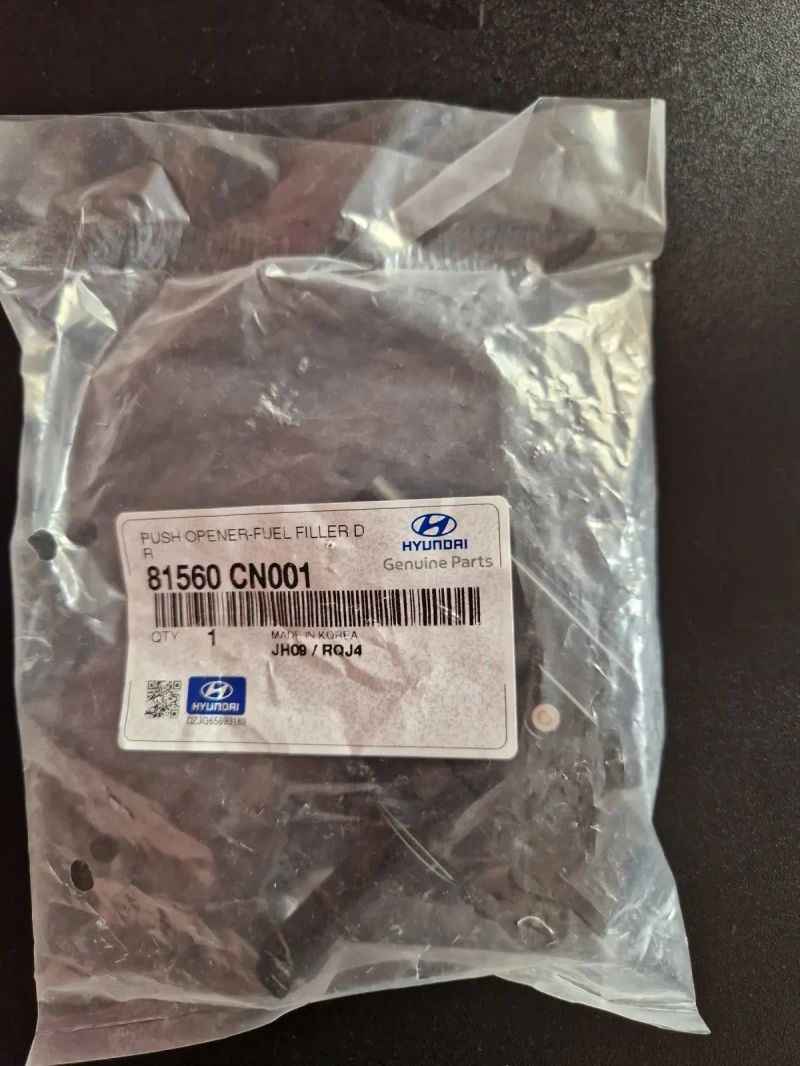 PUSH OPENER-FUEL FILLER D
R
HYUNDAI
Genuine Parts
81560 CN001
QTY 1
MADE IN KOREA
JH09 / RQJ4
HYUNDAI